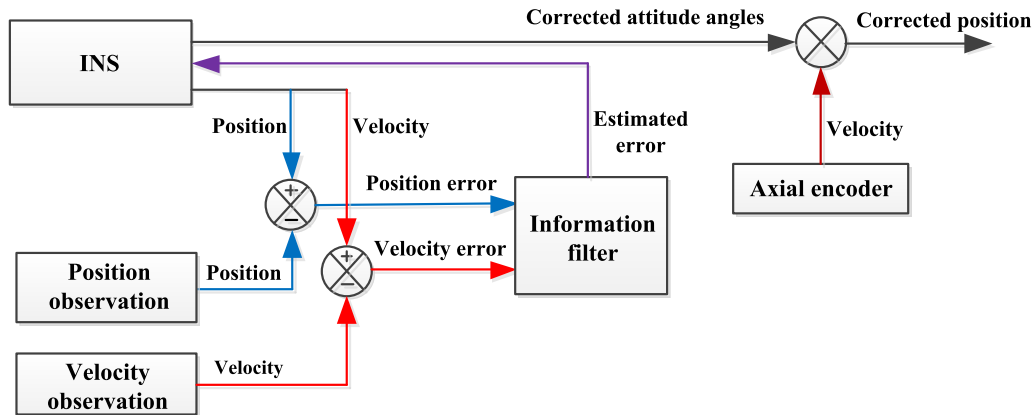 Corrected attitude angles
Corrected position
INS
Position
Velocity
Estimated
error
Velocity
Axial encoder
+
−
Position error
Information
filter
+
−
Velocity error
Position
observation
Position
Velocity
observation
Velocity